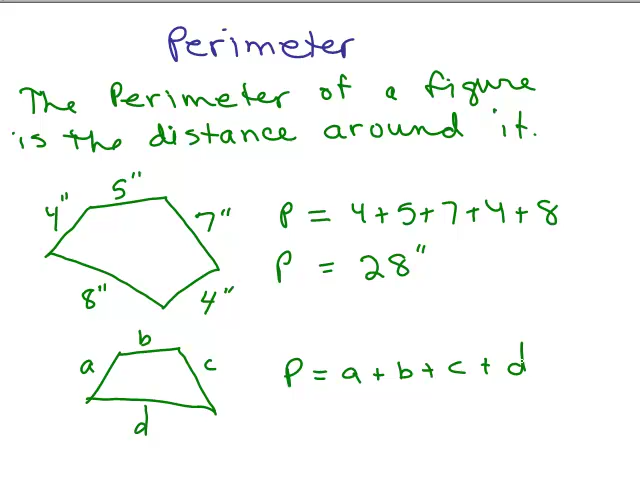 Perimeter
The Perimeter of a figure
is the distance around it.
5"
4"
7"
8"
4"
P = 4+5+7+4+8
P = 28"
b
a
c
d
P = a + b + c + d